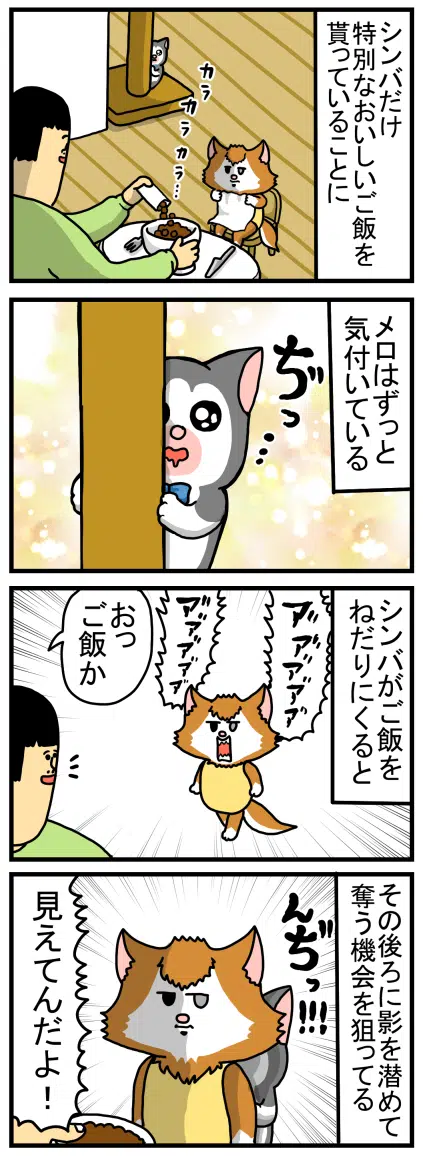 シンバだけ
特別なおいしいご飯を
貰っていることに
カラカラカラ…
メロはずっと
気付いている
ぢっ…
シンバがご飯を
ねだりにくると
アアアアアア
アアアアアア
おっ
ご飯か
その後ろに影を潜めて
奪う機会を狙ってる
んぢっ!!!
見えてんだよ!